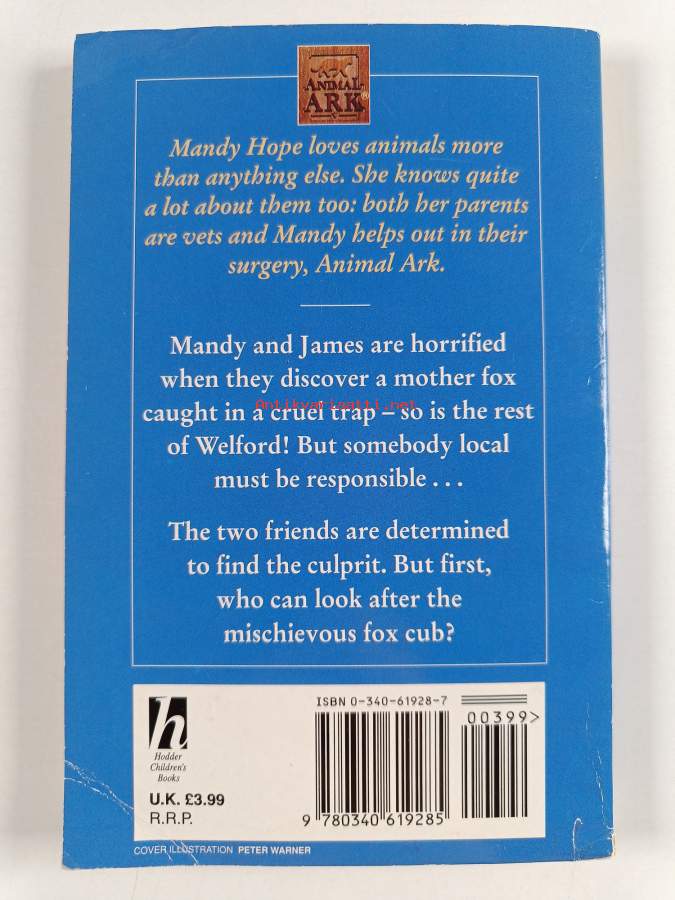 ANIMAL
ARK®
Mandy Hope loves animals more
than anything else. She knows quite
a lot about them too: both her parents
are vets and Mandy helps out in their
surgery, Animal Ark.
Mandy and James are horrified
when they discover a mother fox
caught in a cruel trap – so is the rest
Antikvariaatti.net
of Welford! But somebody local
must be responsible . . .
The two friends are determined
to find the culprit. But first,
who can look after the
mischievous fox cub?
h
Hodder
Children's
Books
U.K. £3.99
R.R.P.
ISBN 0-340-61928-7
00399>
9 780340 619285
COVER ILLUSTRATION PETER WARNER